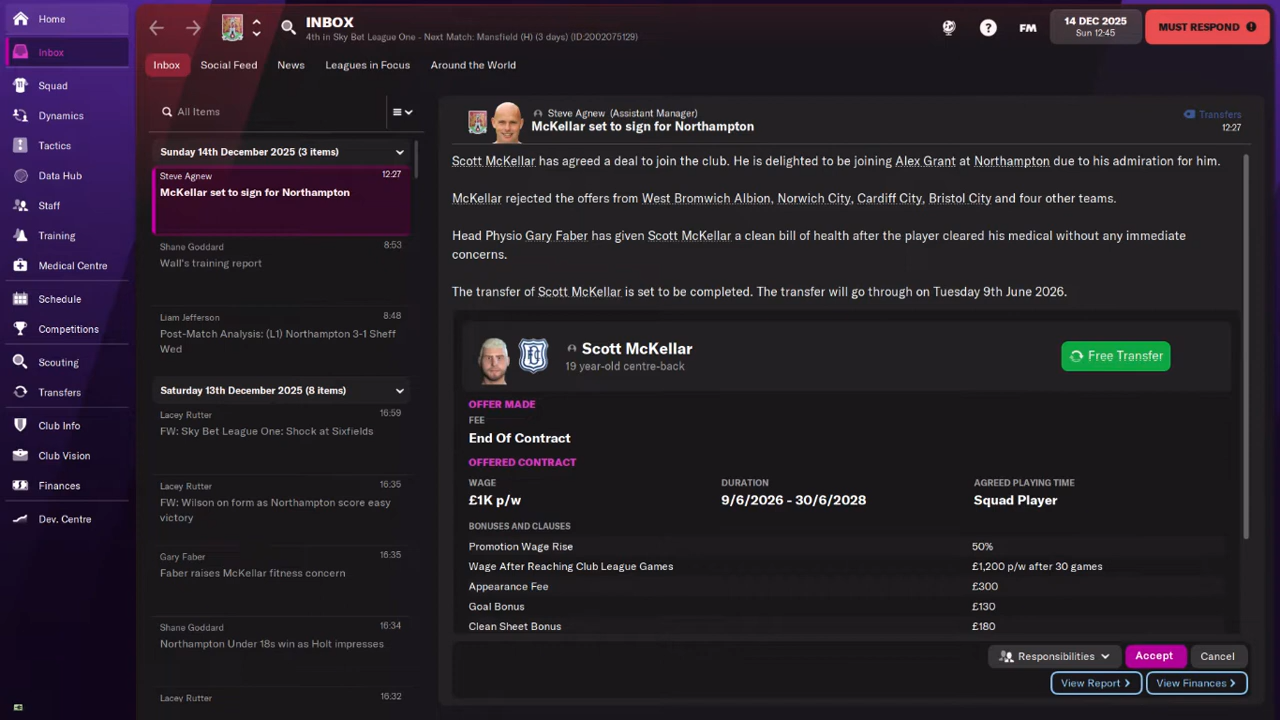 Home
Inbox
Squad
Dynamics
Tactics
Data Hub
Staff
Training
Medical Centre
Schedule
Competitions
Scouting
Transfers
Club Info
Club Vision
Finances
Dev. Centre
INBOX
4th in Sky Bet League One - Next Match: Mansfield (H) (3 days) (ID:2002075129)
?
FM
14 DEC 2025
Sun 12:45
MUST RESPOND
Inbox
Social Feed
News
Leagues in Focus
Around the World
All Items
Sunday 14th December 2025 (3 items)
Steve Agnew 12:27
McKellar set to sign for Northampton
Shane Goddard 8:53
Wall's training report
Liam Jefferson 8:48
Post-Match Analysis: (L1) Northampton 3-1 Sheff
Wed
Saturday 13th December 2025 (8 items)
Lacey Rutter 16:59
FW: Sky Bet League One: Shock at Sixfields
Lacey Rutter 16:35
FW: Wilson on form as Northampton score easy
victory
Gary Faber 16:35
Faber raises McKellar fitness concern
Shane Goddard 16:34
Northampton Under 18s win as Holt impresses
Lacey Rutter 16:32
Steve Agnew (Assistant Manager)
McKellar set to sign for Northampton
Transfers
12:27
Scott McKellar has agreed a deal to join the club. He is delighted to be joining Alex Grant at Northampton due to his admiration for him.
McKellar rejected the offers from West Bromwich Albion, Norwich City, Cardiff City, Bristol City and four other teams.
Head Physio Gary Faber has given Scott McKellar a clean bill of health after the player cleared his medical without any immediate
concerns.
The transfer of Scott McKellar is set to be completed. The transfer will go through on Tuesday 9th June 2026.
Scott McKellar
19 year-old centre-back
Free Transfer
OFFER MADE
FEE
End Of Contract
OFFERED CONTRACT
WAGE DURATION AGREED PLAYING TIME
£1K p/w 9/6/2026 - 30/6/2028 Squad Player
BONUSES AND CLAUSES
Promotion Wage Rise 50%
Wage After Reaching Club League Games £1,200 p/w after 30 games
Appearance Fee £300
Goal Bonus £130
Clean Sheet Bonus £180
Responsibilities
Accept
Cancel
View Report
View Finances